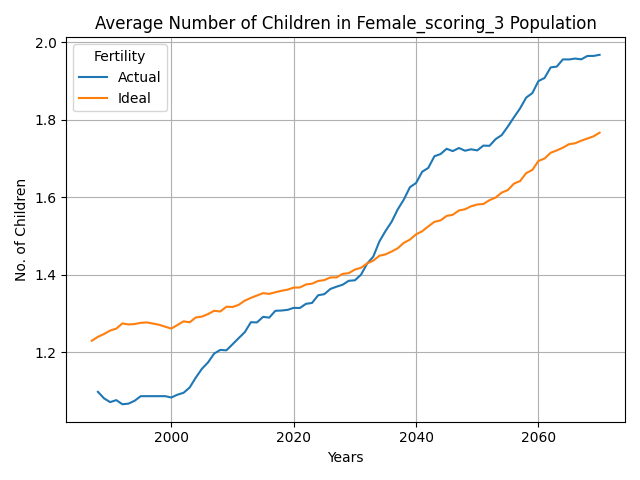 Average Number of Children in Female_scoring_3 Population
Fertility
Actual
Ideal
No. of Children
2.0
1.8
1.6
1.4
1.2
2000
2020
2040
2060
Years